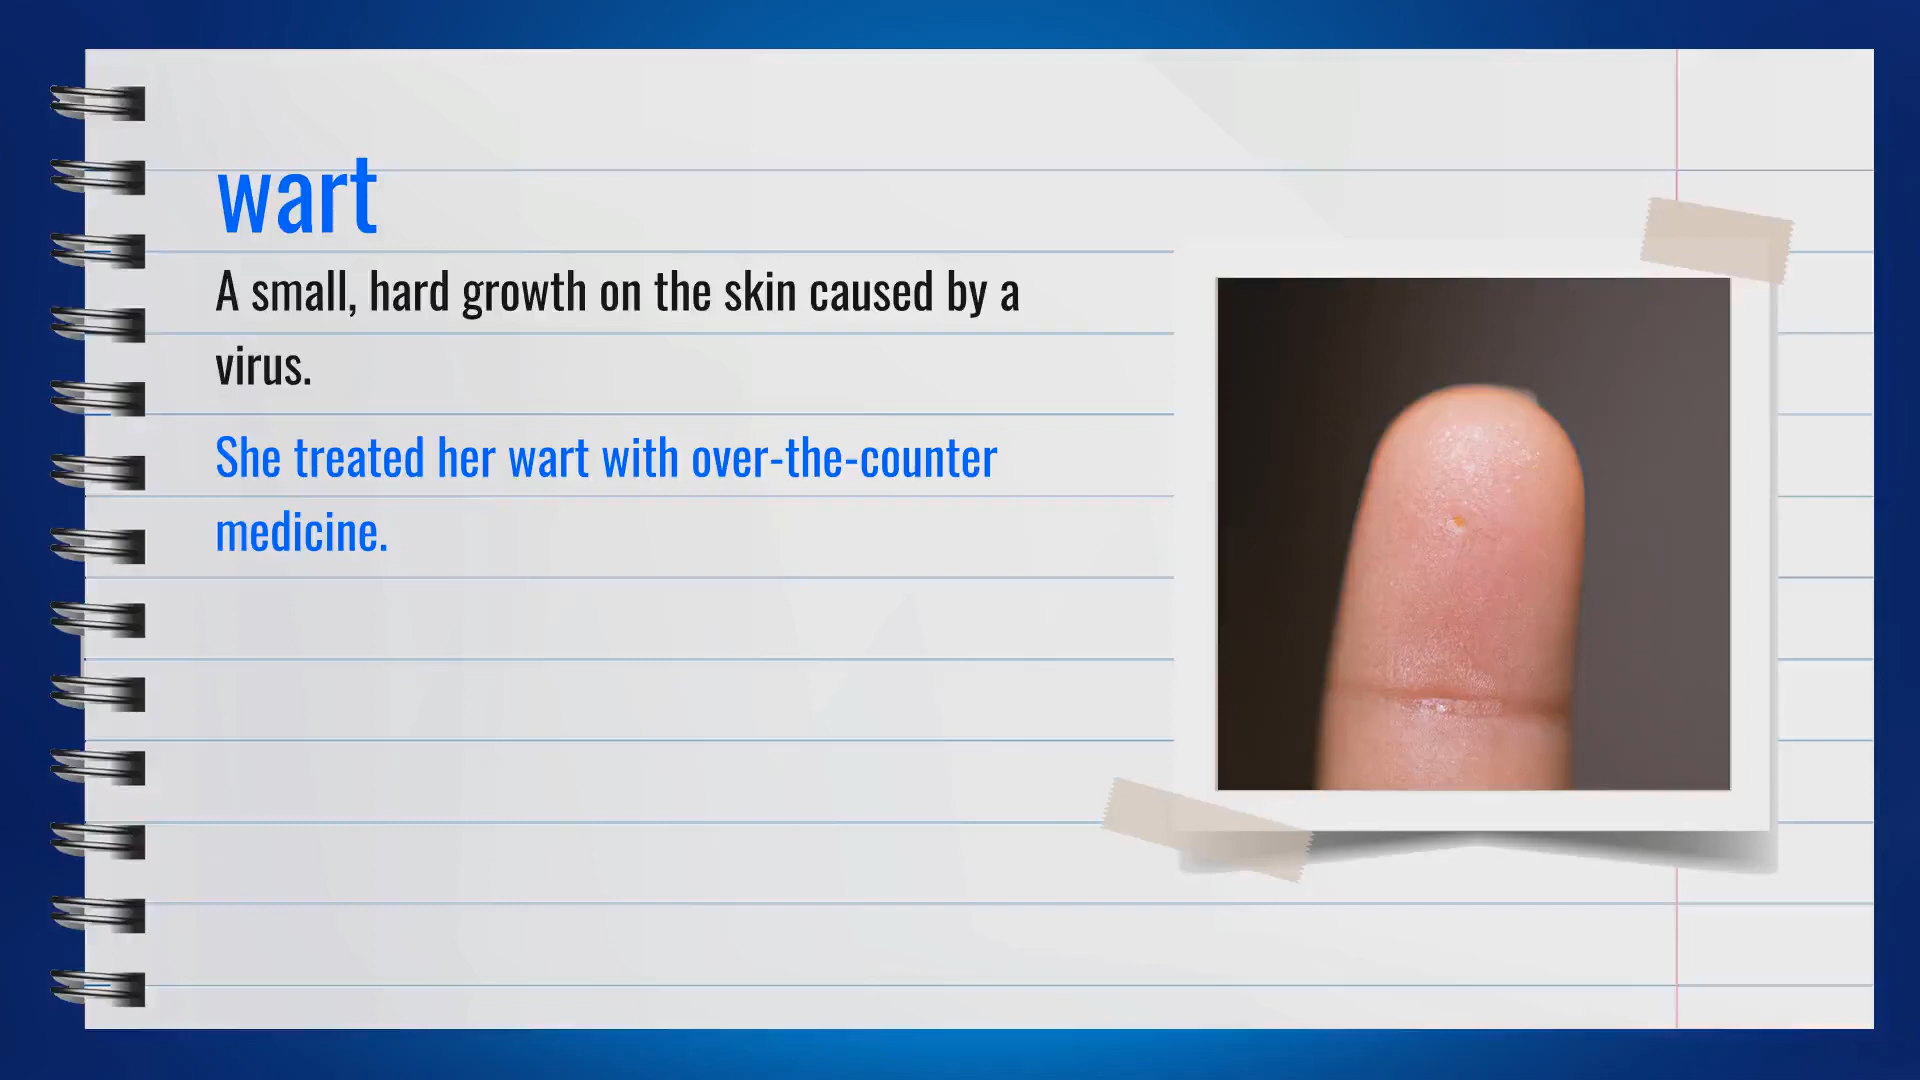 wart
A small, hard growth on the skin caused by a
virus.
She treated her wart with over-the-counter
medicine.